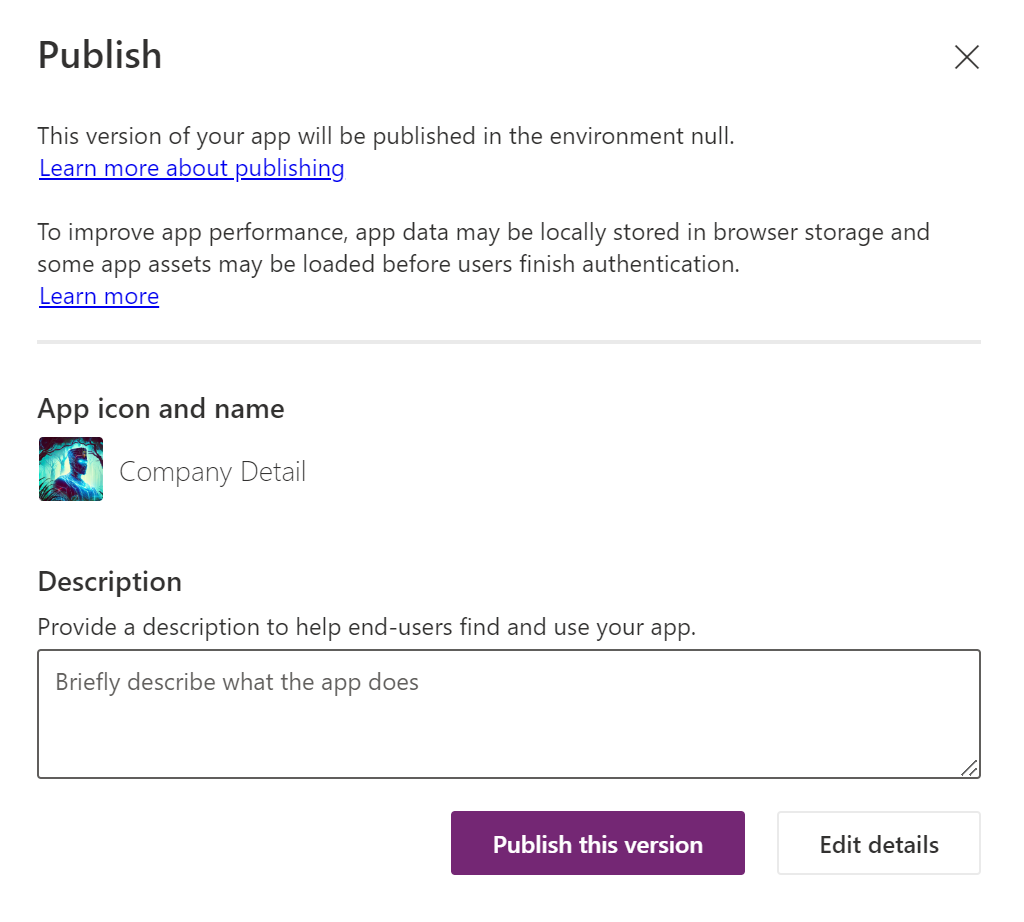 Publish
This version of your app will be published in the environment null.
Learn more about publishing
To improve app performance, app data may be locally stored in browser storage and
some app assets may be loaded before users finish authentication.
Learn more
App icon and name
Company Detail
Description
Provide a description to help end-users find and use your app.
Briefly describe what the app does
Publish this version
Edit details